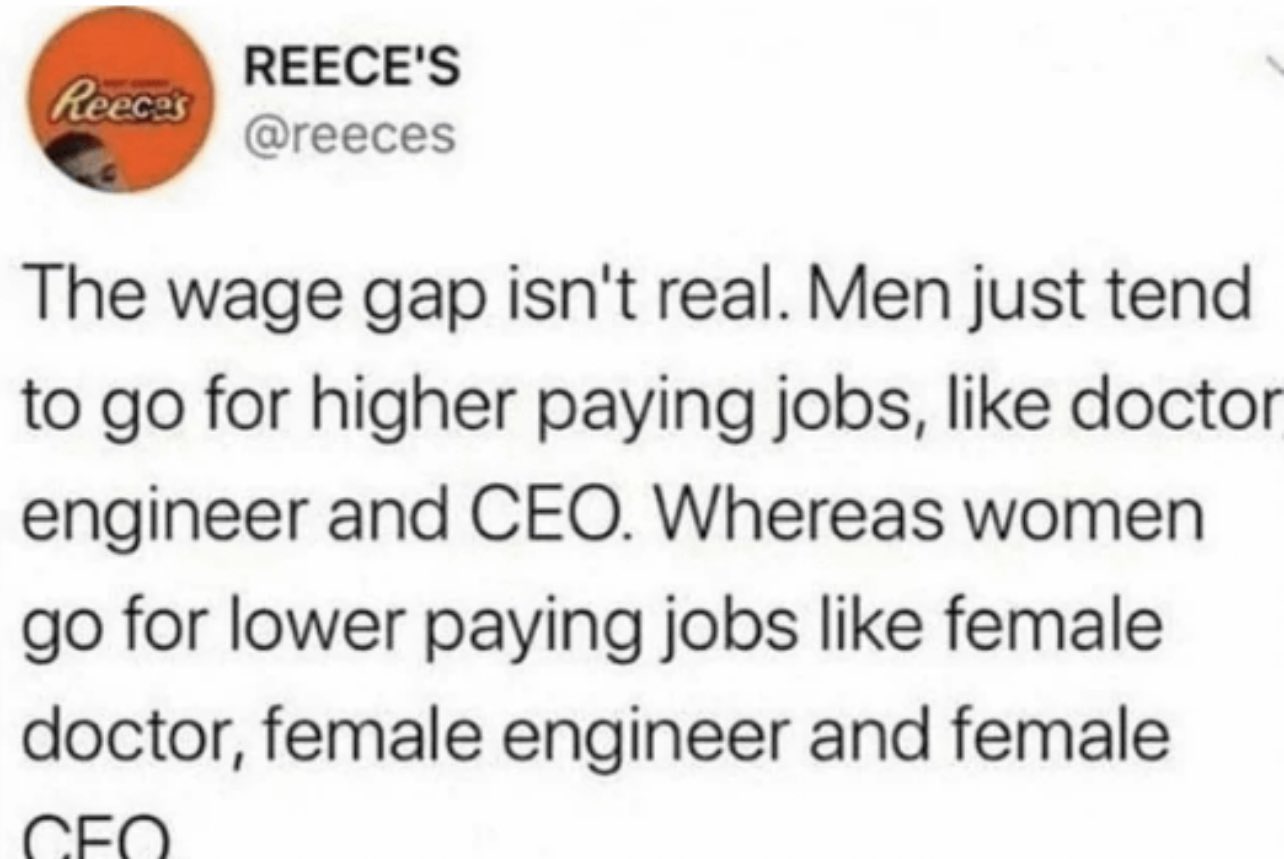 Reece's
REECE'S
@reeces
The wage gap isn't real. Men just tend
to go for higher paying jobs, like doctor,
engineer and CEO. Whereas women
go for lower paying jobs like female
doctor, female engineer and female
CEO